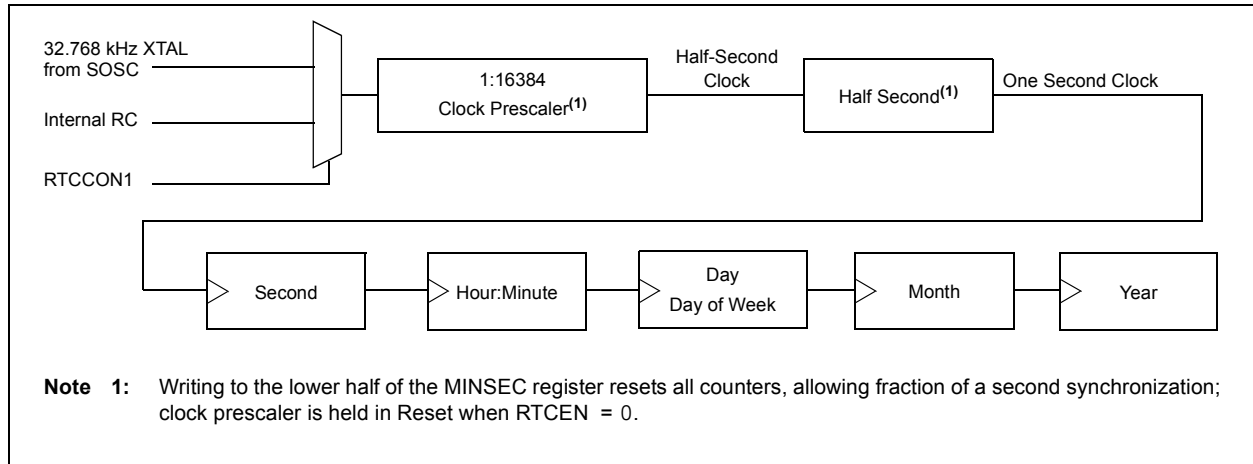 32.768 kHz XTAL
from SOSC
Internal RC
RTCCON1
1:16384
Clock Prescaler(1)
Half-Second
Clock
Half Second(1)
One Second Clock
Second
Hour:Minute
Day
Day of Week
Month
Year
Note 1: Writing to the lower half of the MINSEC register resets all counters, allowing fraction of a second synchronization;
clock prescaler is held in Reset when RTCEN = 0.